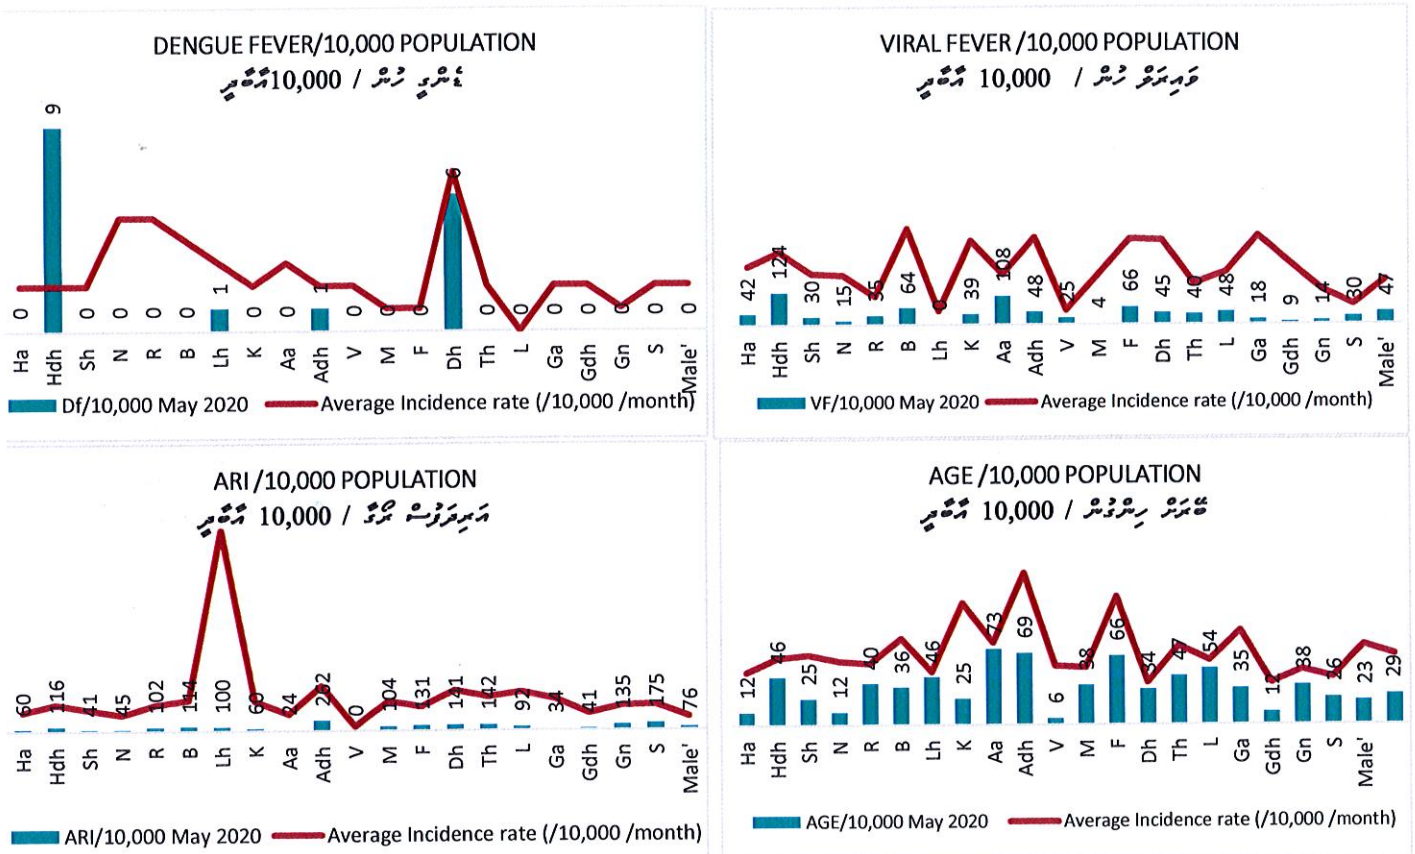 DENGUE FEVER/10,000 POPULATION
ޑެންގީ ހުން / 10,000އާބާދީ
0 9 0 0 0 0 1 0 0 1 0 0 0 6 0 0 0 0 0 0 0
Ha Hdh Sh N R B Lh K Aa Adh V M F Dh Th L Ga Gdh Gn S Male'
Df/10,000 May 2020 Average Incidence rate (/10,000 /month)
VIRAL FEVER /10,000 POPULATION
ވައިރަލް ހުން / 10,000 އާބާދީ
42 124 30 15 35 64 0 39 108 48 25 4 66 45 40 48 18 9 14 30 47
Ha Hdh Sh N R B Lh K Aa Adh V M F Dh Th L Ga Gdh Gn S Male'
VF/10,000 May 2020 Average Incidence rate (/10,000 /month)
ARI /10,000 POPULATION
އަރިދަފުސް ރޯގާ / 10,000 އާބާދީ
60 116 41 45 102 114 100 60 24 0 104 131 141 142 92 34 41 135 175 76
Ha Hdh Sh N R B Lh K Aa Adh V M F Dh Th L Ga Gdh Gn S Male'
ARI/10,000 May 2020 Average Incidence rate (/10,000 /month)
AGE /10,000 POPULATION
ބޭރަށް ހިންގުން / 10,000 އާބާދީ
12 46 25 12 40 36 46 25 73 69 6 38 66 34 47 54 35 12 38 26 23 29
Ha Hdh Sh N R B Lh K Aa Adh V M F Dh Th L Ga Gdh Gn S Male'
AGE/10,000 May 2020 Average Incidence rate (/10,000 /month)